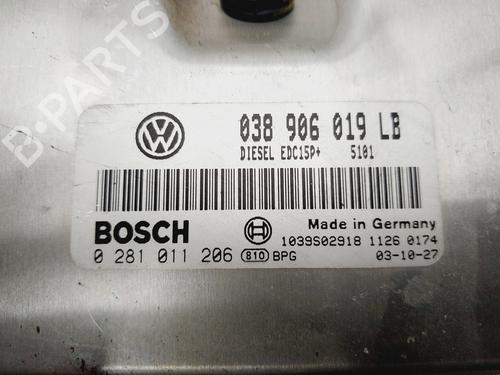 B-PARTS
038 906 019 LB
DIESEL EDC15P+ 5101
BOSCH
Made in Germany
1039S02918 1126 0174
0 281 011 206 810 BPG
03-10-27